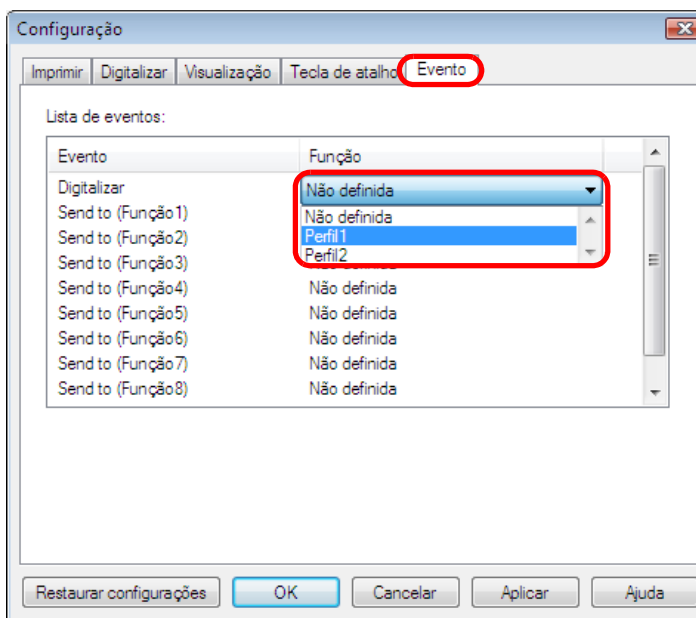 Configuração
Imprimir Digitalizar Visualização Tecla de atalho Evento
Lista de eventos:
Evento Função
Digitalizar Não definida
Send to (Função1) Não definida
Send to (Função2) Perfil1
Send to (Função3) Perfil2
Send to (Função4) Não definida
Send to (Função5) Não definida
Send to (Função6) Não definida
Send to (Função7) Não definida
Send to (Função8) Não definida
Restaurar configurações OK Cancelar Aplicar Ajuda